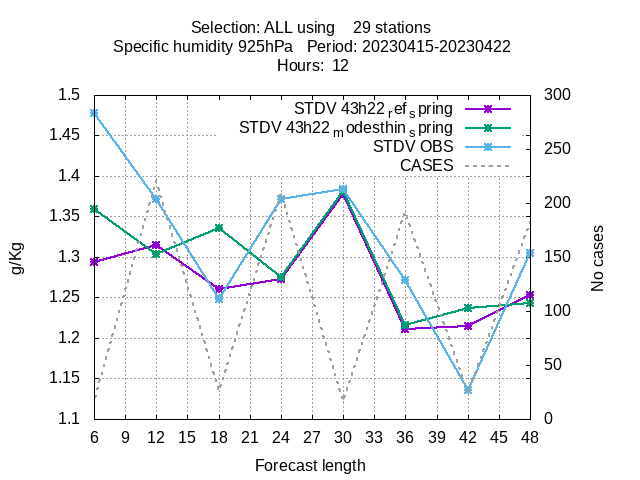 Selection: ALL using    29 stations
Specific humidity 925hPa   Period: 20230415-20230422
Hours:  12
STDV 43h22 ref spring
STDV 43h22 modesthin spring
STDV OBS
CASES
1.5
1.45
1.4
1.35
1.3
1.25
1.2
1.15
1.1
g/Kg
300
250
200
150
100
50
0
No cases
6 9 12 15 18 21 24 27 30 33 36 39 42 45 48
Forecast length